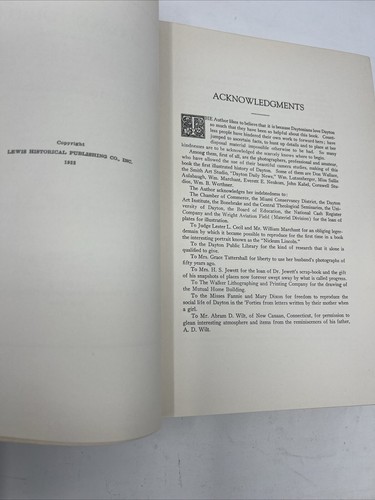 Copyright
LEWIS HISTORICAL PUBLISHING CO., INC.
1932
ACKNOWLEDGMENTS
THE Author likes to believe that it is because Daytonians love Dayton
so much that they have been so helpful about this book. Count-
less people have hindered their own work to forward hers; have
jumped to ascertain facts, to hunt up details and to place at her
disposal material impossible otherwise to be had. So many
kindnesses are to be acknowledged she scarcely knows where to begin.
Among them, first of all, are the photographers, professional and amateur,
who have allowed the use of their beautiful camera studies, making of this
book the first illustrated history of Dayton. Some of them are Don Wallace,
the Smith Art Studio, "Dayton Daily News," Wm. Lautenberger, Miss Sallie
Aulabaugh, Wm. Marchant, Everett E. Neukom, John Kabel, Cottswell Stu-
dios, Wm. B. Werthner.
The Author acknowledges her indebtedness to:
The Chamber of Commerce, the Miami Conservancy District, the Dayton
Art Institute, the Bonebrake and the Central Theological Seminaries, the Uni-
versity of Dayton, the Board of Education, the National Cash Register
Company and the Wright Aviation Field (Material Division) for the loan of
plates for illustration.
To Judge Lester L. Cecil and Mr. William Marchant for an obliging inger-
demain by which it became possible to reproduce for the first time in a book
the interesting portrait known as the "Nickum Lincoln."
To the Dayton Public Library for the kind of research that it alone is
qualified to give.
To Mrs. Grace Tattershall for liberty to use her husband's photographs of
fifty years ago.
To Mrs. H. S. Jewett for the loan of Dr. Jewett's scrap-book and the gift
of his snapshots of places now forever swept away by what is called progress.
To The Walker Lithographing and Printing Company for the drawing of
the Mutual Home Building.
To the Misses Fannie and Mary Dixon for freedom to reproduce the
social life of Dayton in the 'Forties from letters written by their mother when
a girl.
To Mr. Abram D. Wilt, of New Canaan, Connecticut, for permission to
glean interesting atmosphere and items from the reminiscences of his father,
A. D. Wilt.